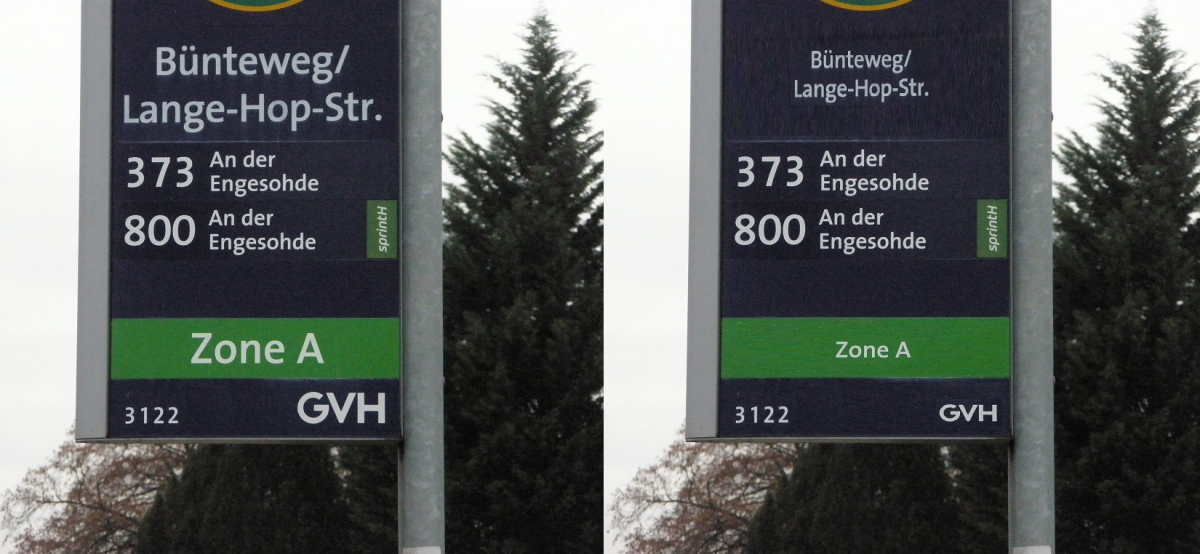 Bünteweg/
Lange-Hop-Str.
373 An der
Engesohde
800 An der
Engesohde
sprintH
Zone A
3122 GVH
Bünteweg/
Lange-Hop-Str.
373 An der
Engesohde
800 An der
Engesohde
sprintH
Zone A
3122 GVH